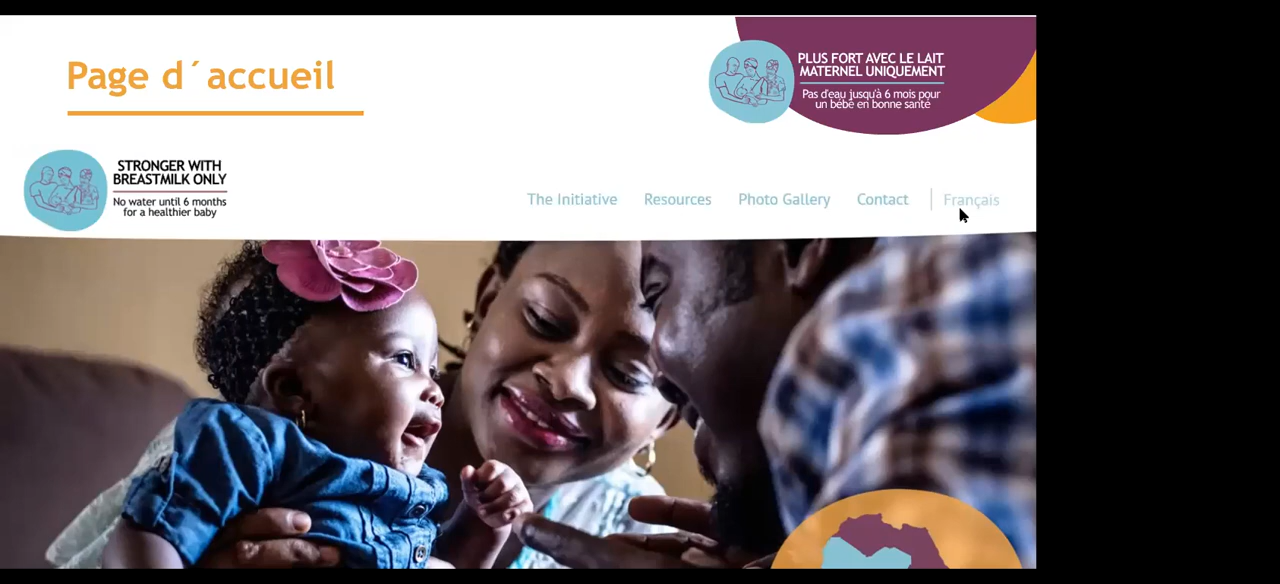 Page d´accueil
PLUS FORT AVEC LE LAIT
MATERNEL UNIQUEMENT
Pas d'eau jusqu'à 6 mois pour
un bébé en bonne santé
STRONGER WITH
BREASTMILK ONLY
No water until 6 months
for a healthier baby
The Initiative Resources Photo Gallery Contact Français